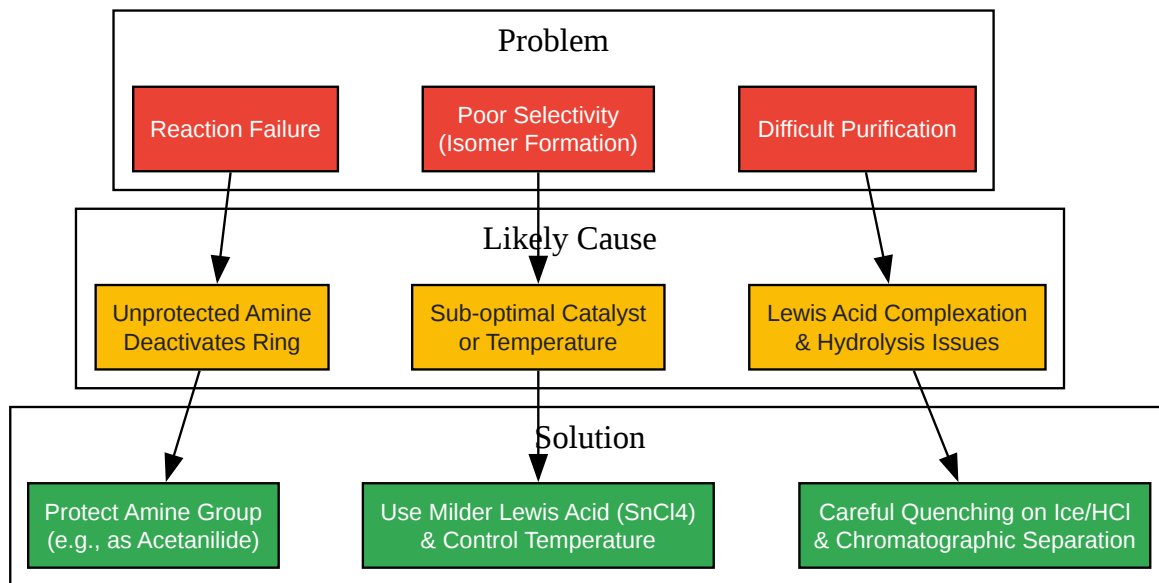 Problem
Reaction Failure
Poor Selectivity
(Isomer Formation)
Difficult Purification
Likely Cause
Unprotected Amine
Deactivates Ring
Sub-optimal Catalyst
or Temperature
Lewis Acid Complexation
& Hydrolysis Issues
Solution
Protect Amine Group
(e.g., as Acetanilide)
Use Milder Lewis Acid (SnCl4)
& Control Temperature
Careful Quenching on Ice/HCl
& Chromatographic Separation